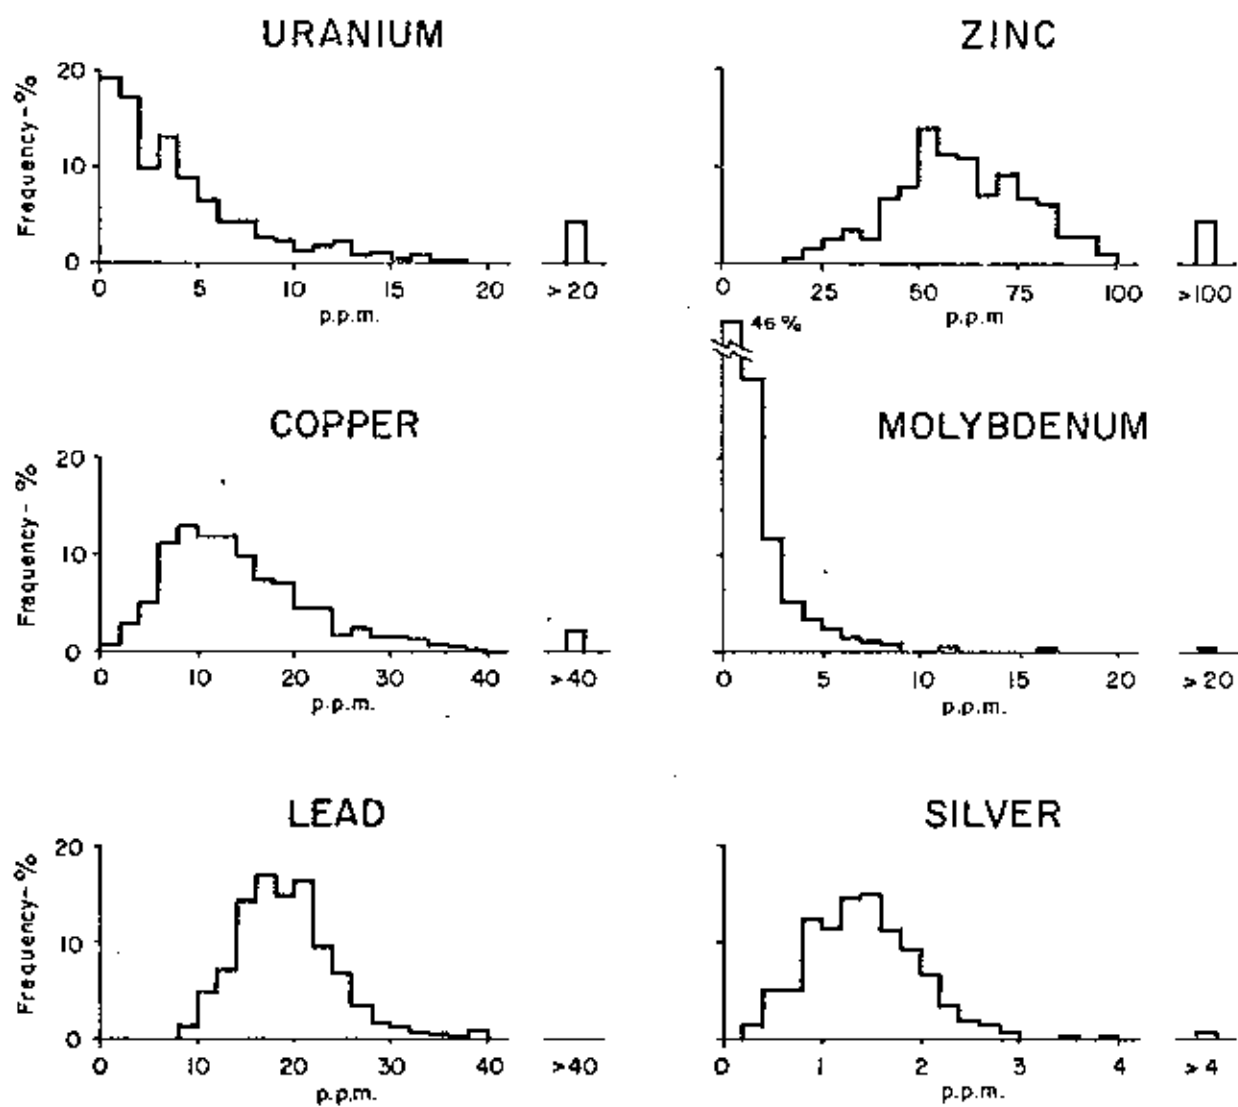 URANIUM
Frequency-%
20
10
0
0 5 10 15 20 >20
p.p.m.
ZINC
0 25 50 75 100 >100
p.p.m
COPPER
Frequency-%
20
10
0
0 10 20 30 40 >40
p.p.m.
46%
MOLYBDENUM
0 5 10 15 20 >20
p.p.m.
LEAD
Frequency-%
20
10
0
0 10 20 30 40 >40
p.p.m.
SILVER
0 1 2 3 4 >4
p.p.m.